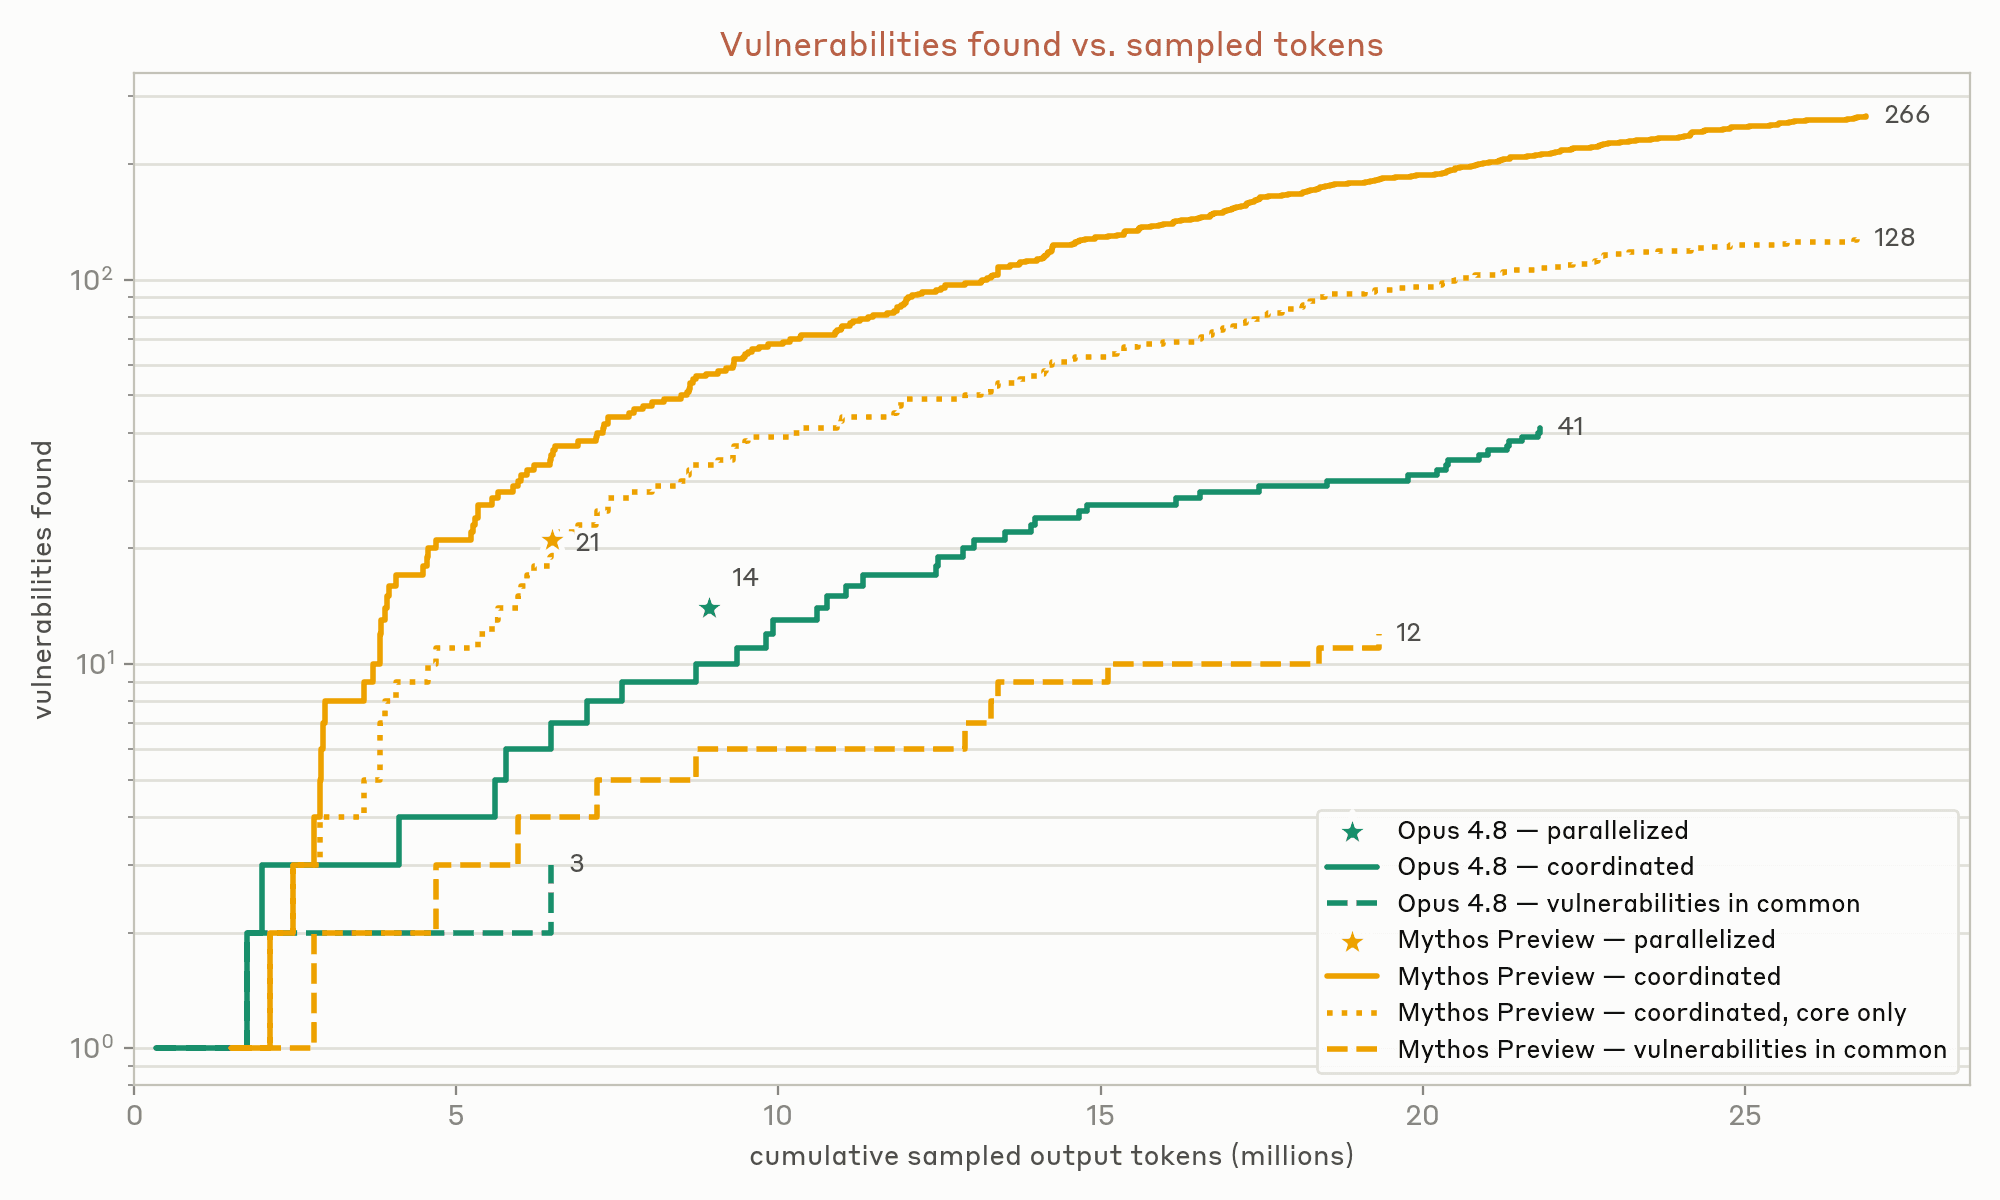 Vulnerabilities found vs. sampled tokens
266
128
10²
41
21
14
12
10¹
3
10⁰
vulnerabilities found
0 5 10 15 20 25
cumulative sampled output tokens (millions)
Opus 4.8 — parallelized
Opus 4.8 — coordinated
Opus 4.8 — vulnerabilities in common
Mythos Preview — parallelized
Mythos Preview — coordinated
Mythos Preview — coordinated, core only
Mythos Preview — vulnerabilities in common